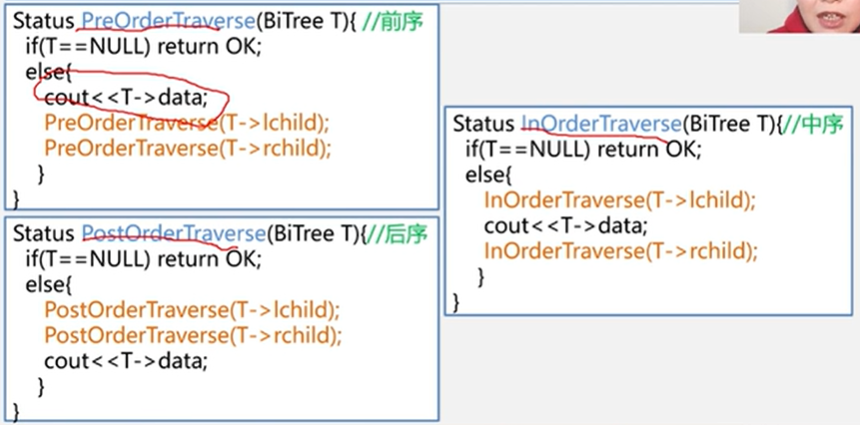 Status PreOrderTraverse(BiTree T){ //前序
if(T==NULL) return OK;
else{
cout<<T->data;
PreOrderTraverse(T->lchild);
PreOrderTraverse(T->rchild);
}
}
Status PostOrderTraverse(BiTree T){//后序
if(T==NULL) return OK;
else{
PostOrderTraverse(T->lchild);
PostOrderTraverse(T->rchild);
cout<<T->data;
}
}
Status InOrderTraverse(BiTree T){//中序
if(T==NULL) return OK;
else{
InOrderTraverse(T->lchild);
cout<<T->data;
InOrderTraverse(T->rchild);
}
}